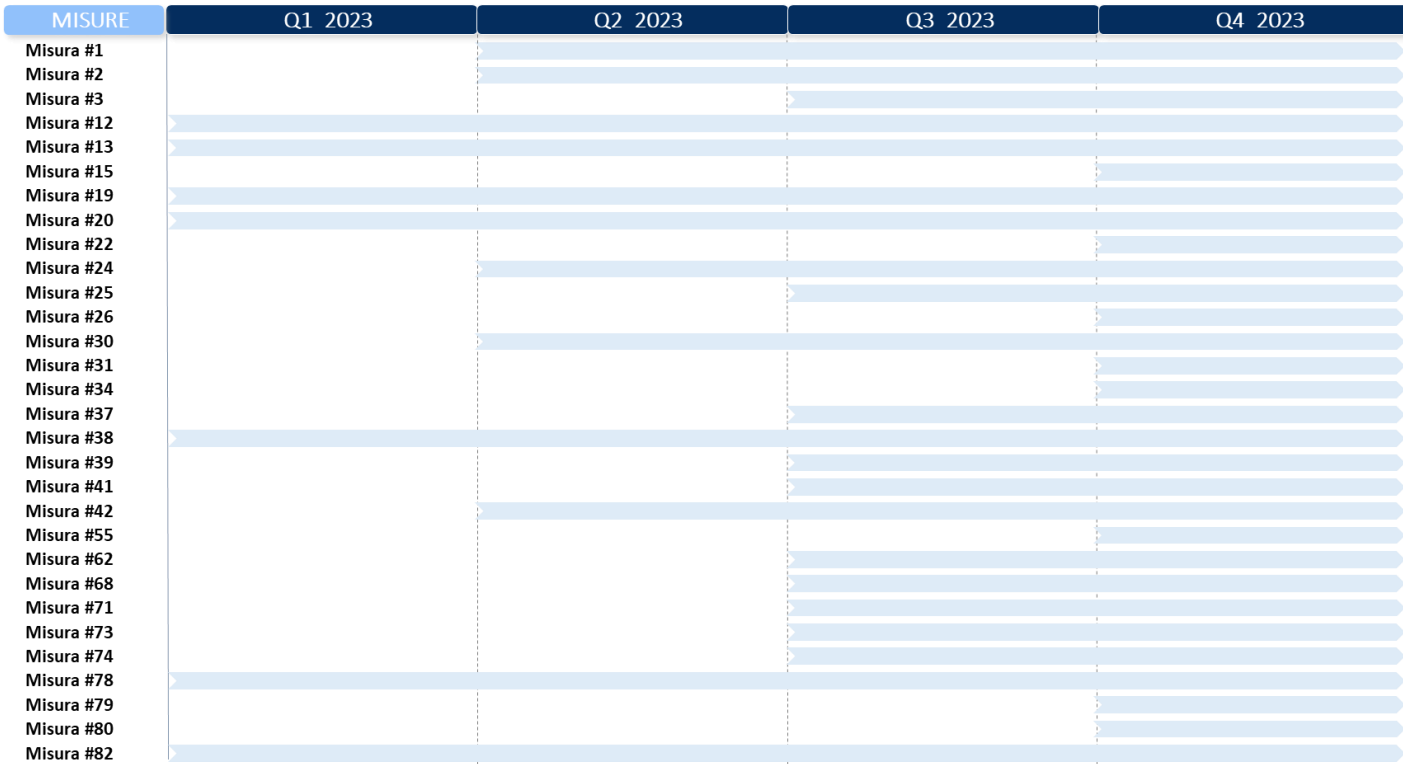 MISURE Q1 2023 Q2 2023 Q3 2023 Q4 2023
Misura #1
Misura #2
Misura #3
Misura #12
Misura #13
Misura #15
Misura #19
Misura #20
Misura #22
Misura #24
Misura #25
Misura #26
Misura #30
Misura #31
Misura #34
Misura #37
Misura #38
Misura #39
Misura #41
Misura #42
Misura #55
Misura #62
Misura #68
Misura #71
Misura #73
Misura #74
Misura #78
Misura #79
Misura #80
Misura #82